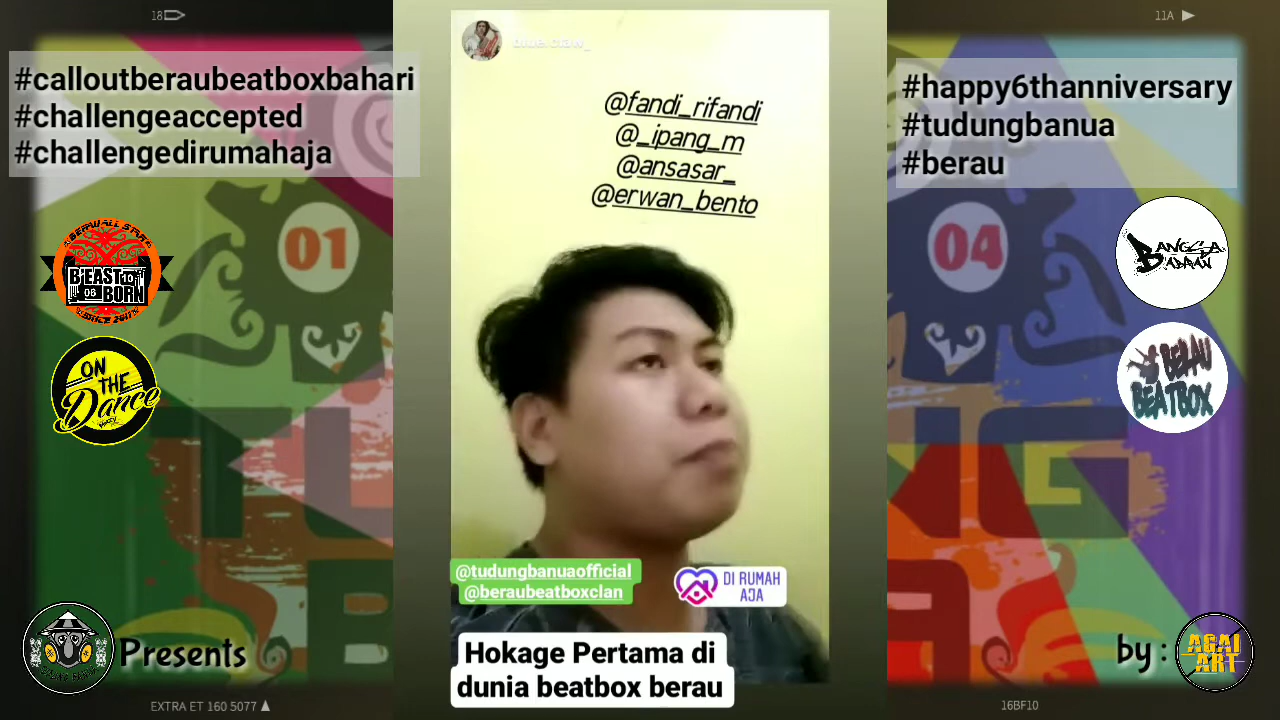 18
11A
#calloutberaubeatboxbahari
#challengeaccepted
#challengedirumahaja
#happy6thanniversary
#tudungbanua
#berau
@fandi_rifandi
@_ipang_m
@ansasar_
@erwan_bento
01
04
BEAST
BORN
ON
THE
Dance
BANGSA
BERAU
BEATBOX
@tudungbanuaofficial
@beraubeatboxclan
DI RUMAH
AJA
Hokage Pertama di
dunia beatbox berau
Presents
by :
AGAI
ART
EXTRA ET 160 5077
16BF10